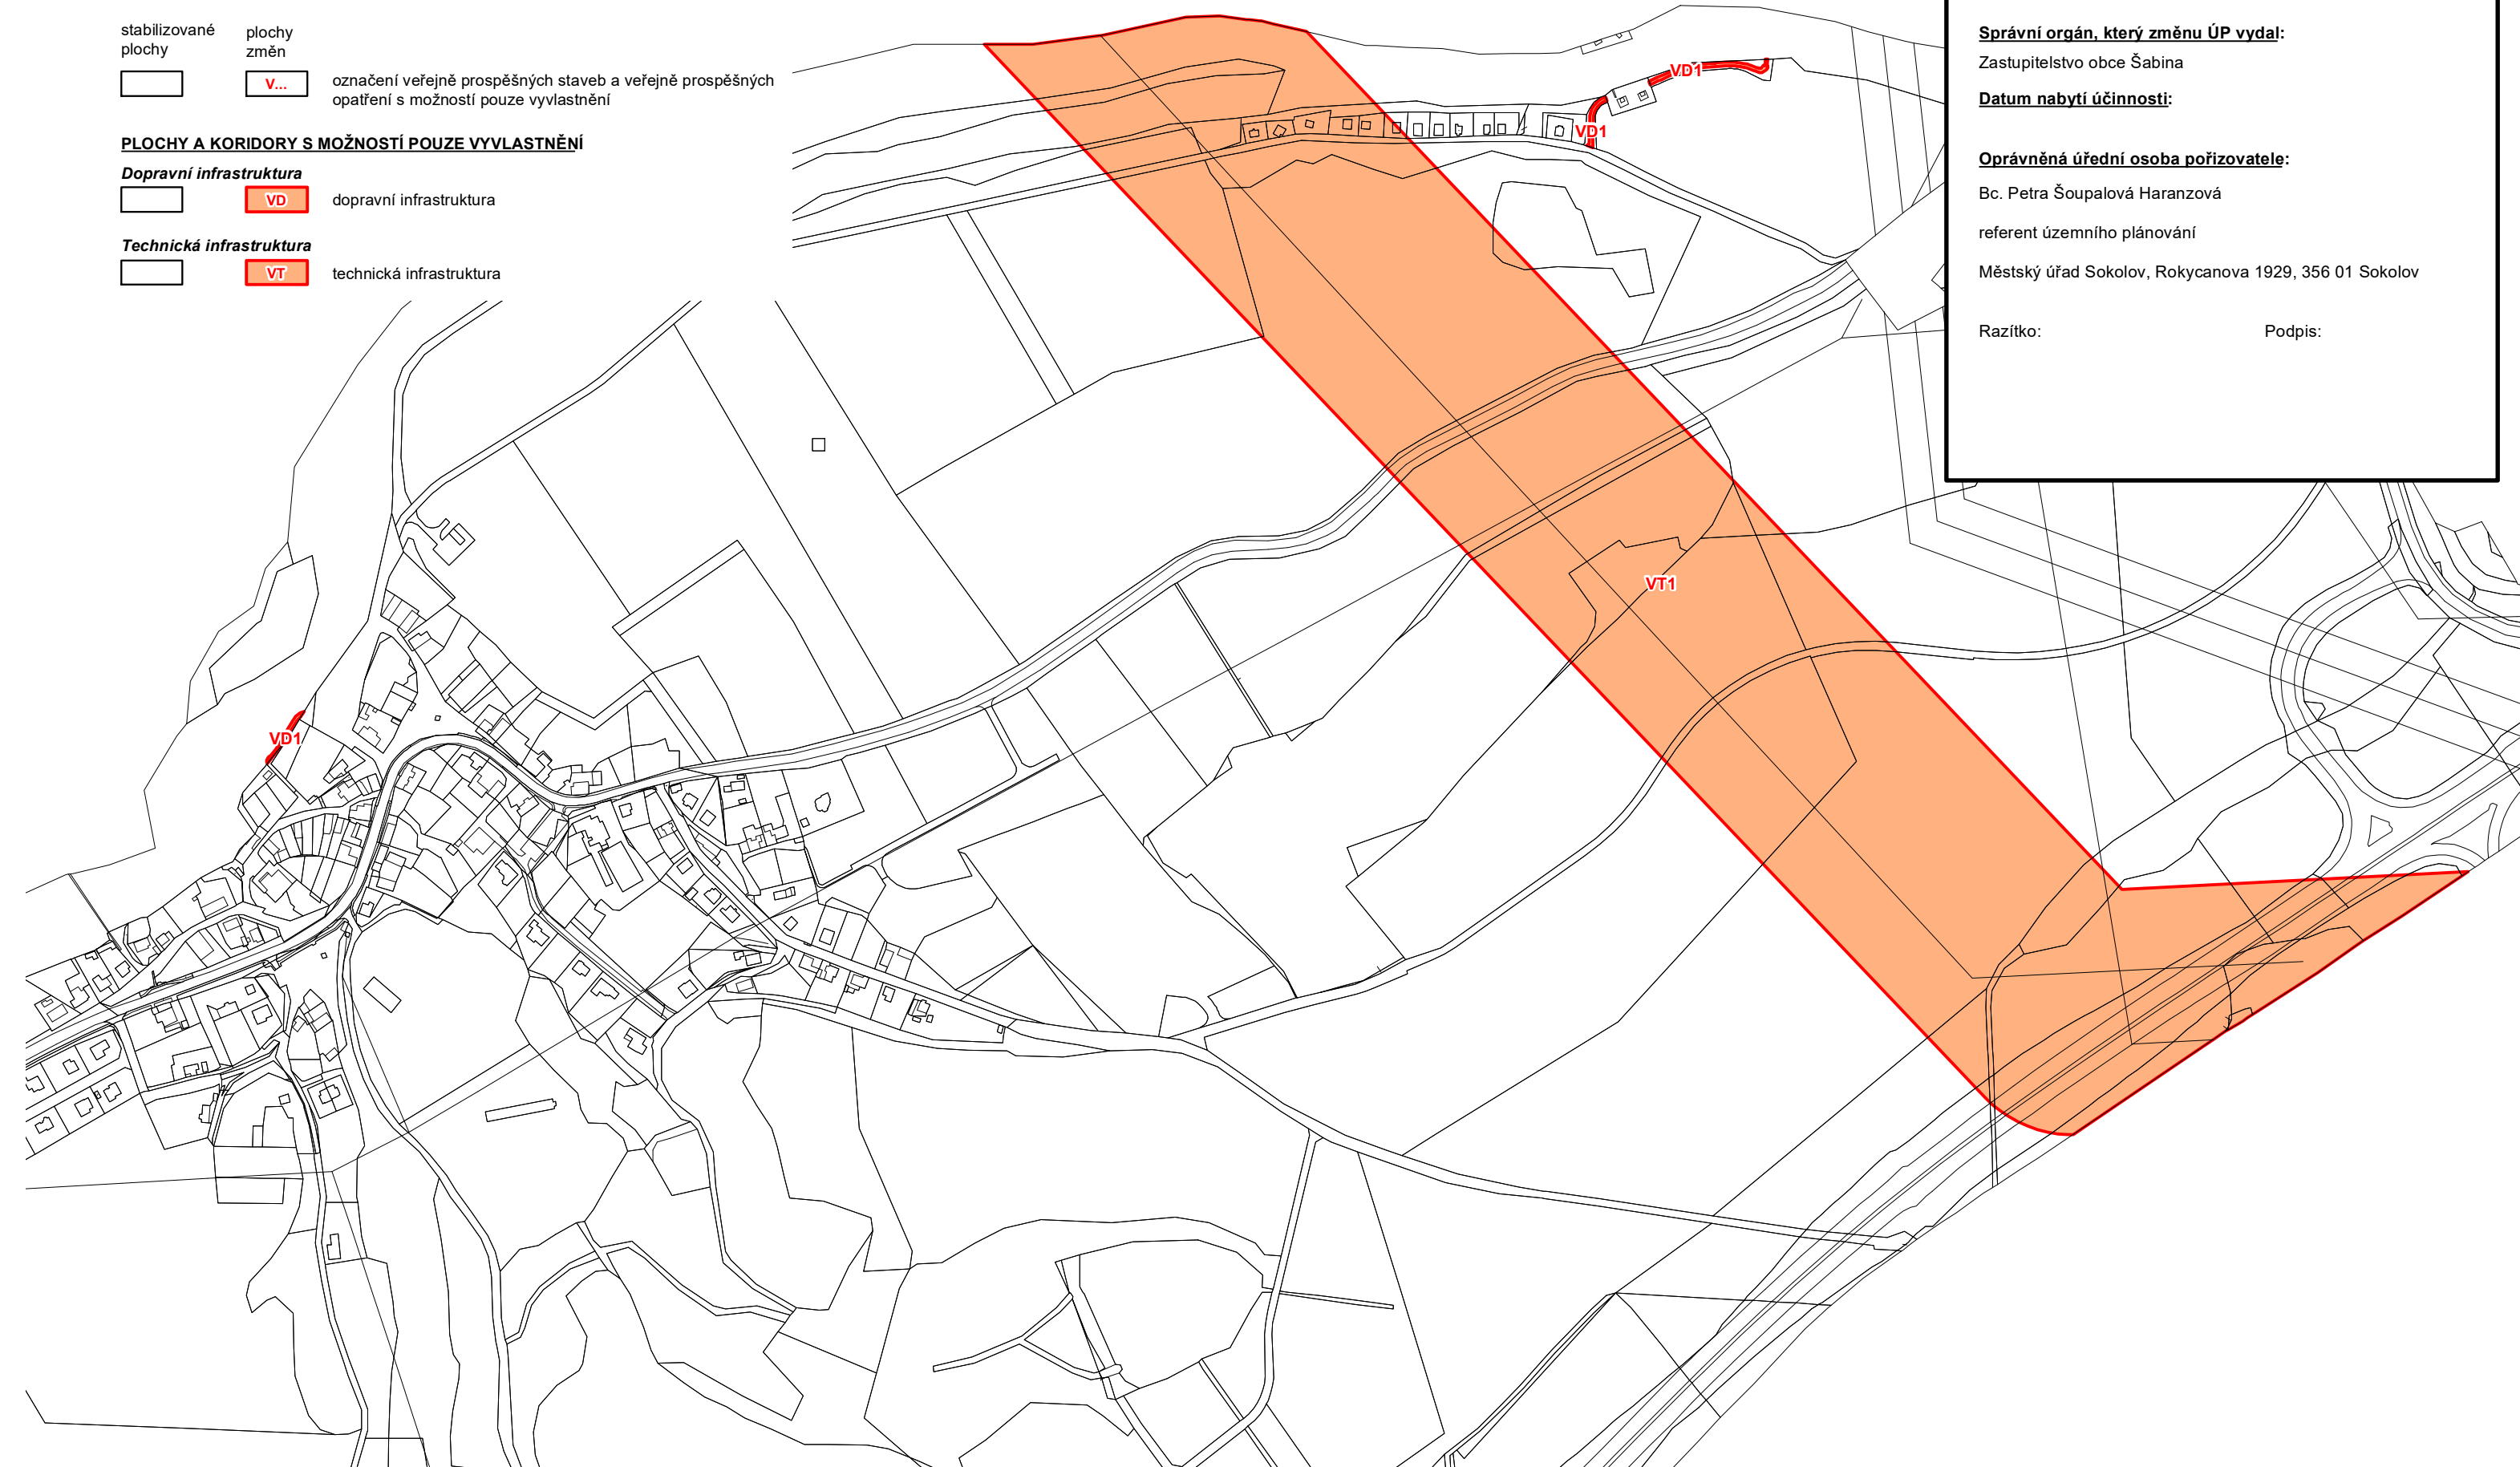 stabilizované
plochy
plochy
změn
V...
označení veřejně prospěšných staveb a veřejně prospěšných
opatření s možností pouze vyvlastnění
PLOCHY A KORIDORY S MOŽNOSTÍ POUZE VYVLASTNĚNÍ
Dopravní infrastruktura
VD
dopravní infrastruktura
Technická infrastruktura
VT
technická infrastruktura
Správní orgán, který změnu ÚP vydal:
Zastupitelstvo obce Šabina
Datum nabytí účinnosti:
Oprávněná úřední osoba pořizovatele:
Bc. Petra Šoupalová Haranzová
referent územního plánování
Městský úřad Sokolov, Rokycanova 1929, 356 01 Sokolov
Razítko:
Podpis:
VD1
VD1
VT1
VD1